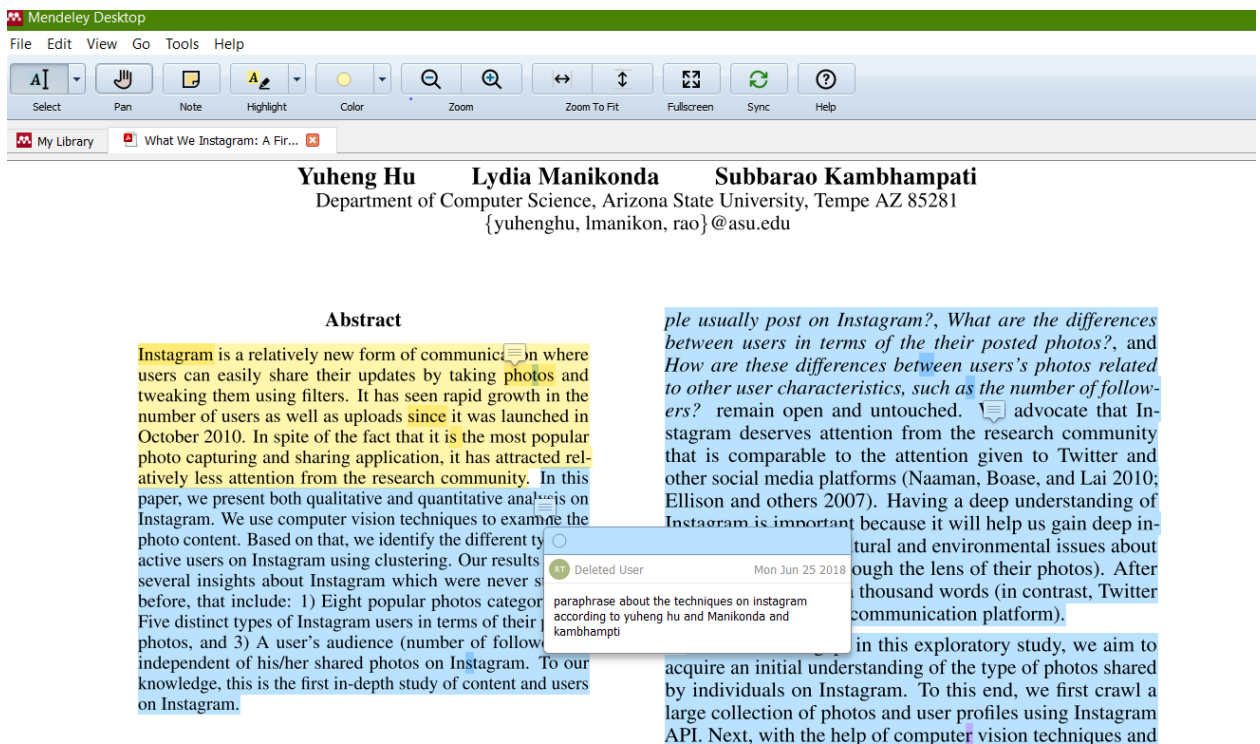 Mendeley Desktop
File Edit View Go Tools Help
Select Pan Note Highlight Color Zoom Zoom To Fit Fullscreen Sync Help
My Library What We Instagram: A Fir...
Yuheng Hu Lydia Manikonda Subbarao Kambhampati
Department of Computer Science, Arizona State University, Tempe AZ 85281
{yuhenghu, lmanikon, rao}@asu.edu
Abstract
Instagram is a relatively new form of communication where
users can easily share their updates by taking photos and
tweaking them using filters. It has seen rapid growth in the
number of users as well as uploads since it was launched in
October 2010. In spite of the fact that it is the most popular
photo capturing and sharing application, it has attracted rel-
atively less attention from the research community. In this
paper, we present both qualitative and quantitative analysis on
Instagram. We use computer vision techniques to examine the
photo content. Based on that, we identify the different ty
active users on Instagram using clustering. Our results
several insights about Instagram which were never s
before, that include: 1) Eight popular photos categor
Five distinct types of Instagram users in terms of their p
photos, and 3) A user's audience (number of follow
independent of his/her shared photos on Instagram. To our
knowledge, this is the first in-depth study of content and users
on Instagram.
RT Deleted User Mon Jun 25 2018
paraphrase about the techniques on instagram
according to yuheng hu and Manikonda and
kambhampti
ple usually post on Instagram?, What are the differences
between users in terms of the their posted photos?, and
How are these differences between users's photos related
to other user characteristics, such as the number of follow-
ers? remain open and untouched. advocate that In-
stagram deserves attention from the research community
that is comparable to the attention given to Twitter and
other social media platforms (Naaman, Boase, and Lai 2010;
Ellison and others 2007). Having a deep understanding of
Instagram is important because it will help us gain deep in-
tural and environmental issues about
ough the lens of their photos). After
thousand words (in contrast, Twitter
communication platform).
in this exploratory study, we aim to
acquire an initial understanding of the type of photos shared
by individuals on Instagram. To this end, we first crawl a
large collection of photos and user profiles using Instagram
API. Next, with the help of computer vision techniques and